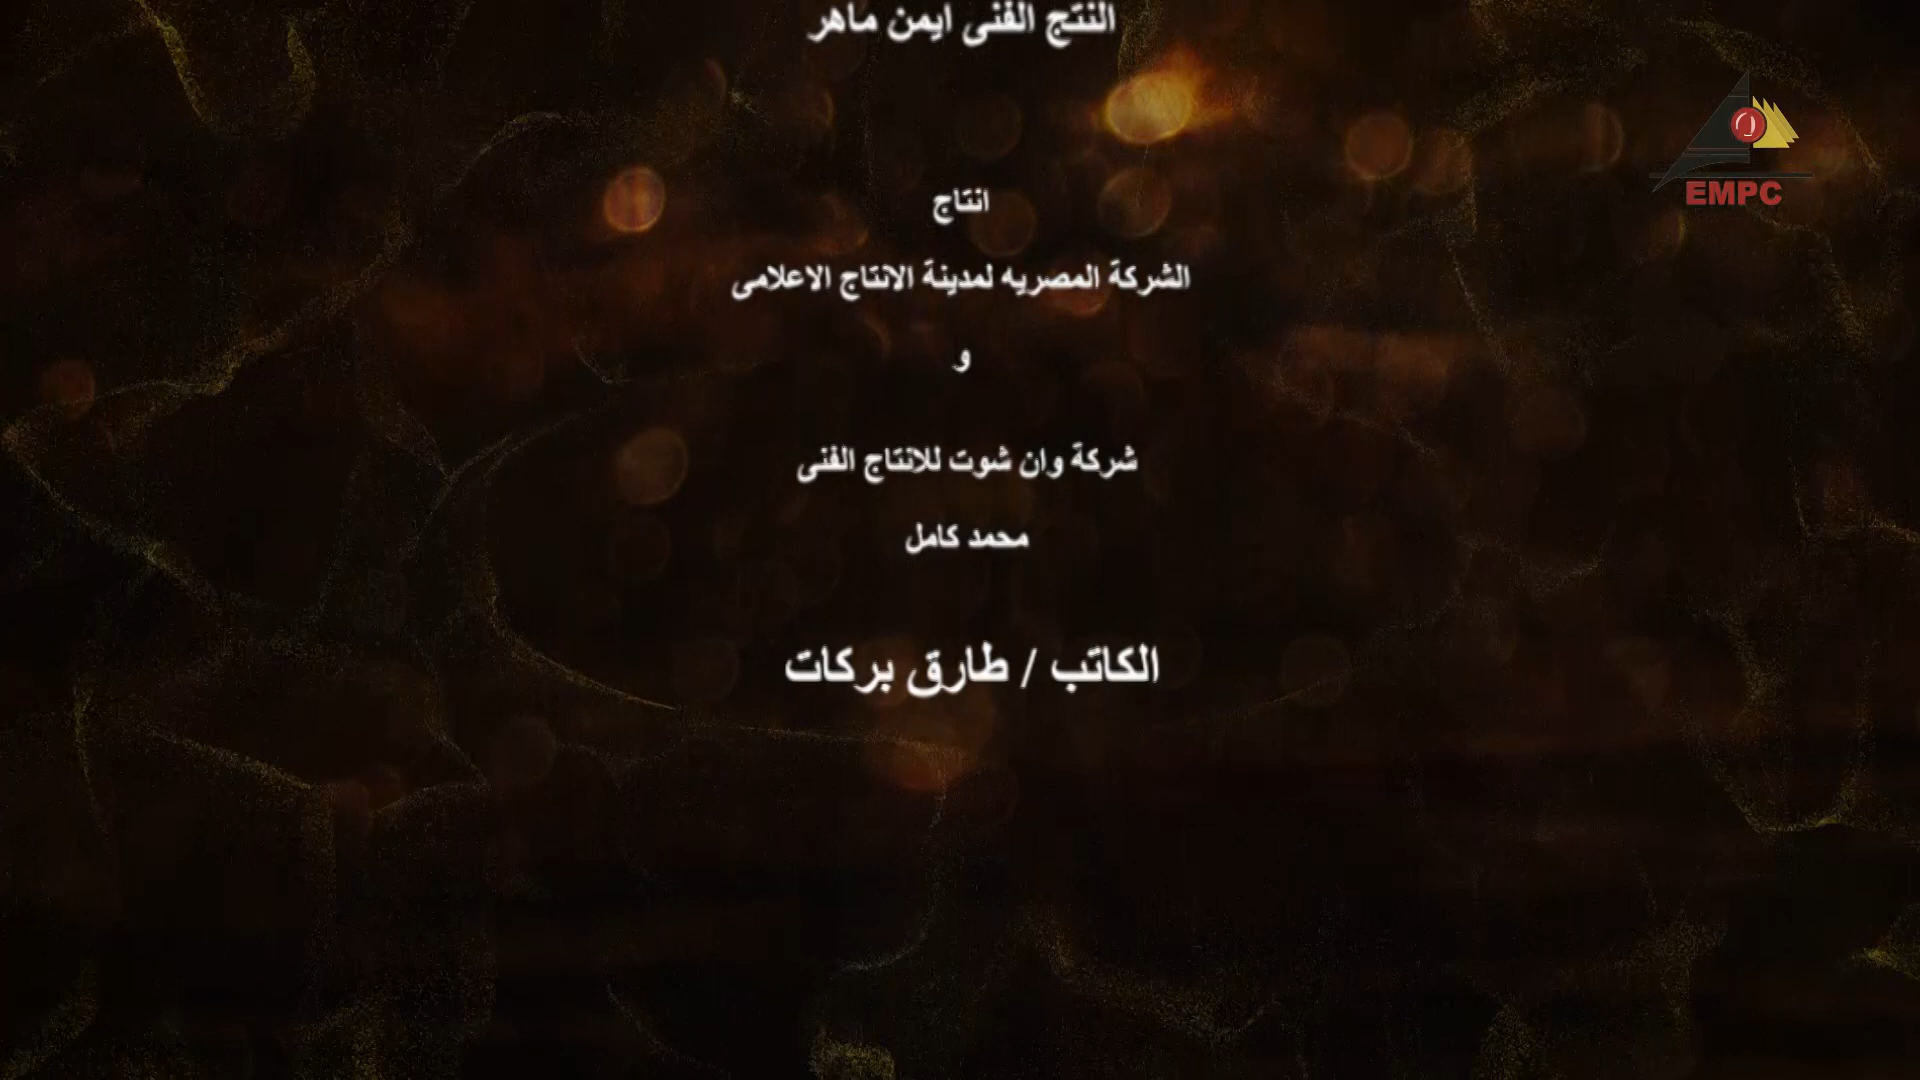 النتج الفنى ايمن ماهر
EMPC
انتاج
الشركة المصريه لمدينة الانتاج الاعلامى
و
شركة وان شوت للانتاج الفنى
محمد كامل
الكاتب / طارق بركات